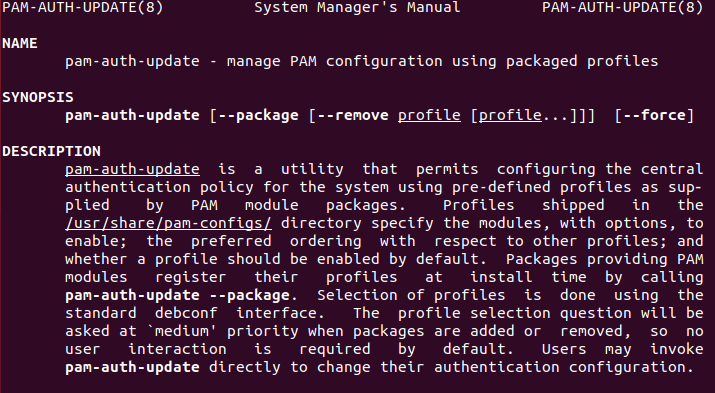 PAM-AUTH-UPDATE(8) System Manager's Manual PAM-AUTH-UPDATE(8)
NAME
pam-auth-update - manage PAM configuration using packaged profiles
SYNOPSIS
pam-auth-update [--package [--remove profile [profile...]]] [--force]
DESCRIPTION
pam-auth-update is a utility that permits configuring the central
authentication policy for the system using pre-defined profiles as sup-
plied by PAM module packages. Profiles shipped in the
/usr/share/pam-configs/ directory specify the modules, with options, to
enable; the preferred ordering with respect to other profiles; and
whether a profile should be enabled by default. Packages providing PAM
modules register their profiles at install time by calling
pam-auth-update --package. Selection of profiles is done using the
standard debconf interface. The profile selection question will be
asked at `medium' priority when packages are added or removed, so no
user interaction is required by default. Users may invoke
pam-auth-update directly to change their authentication configuration.